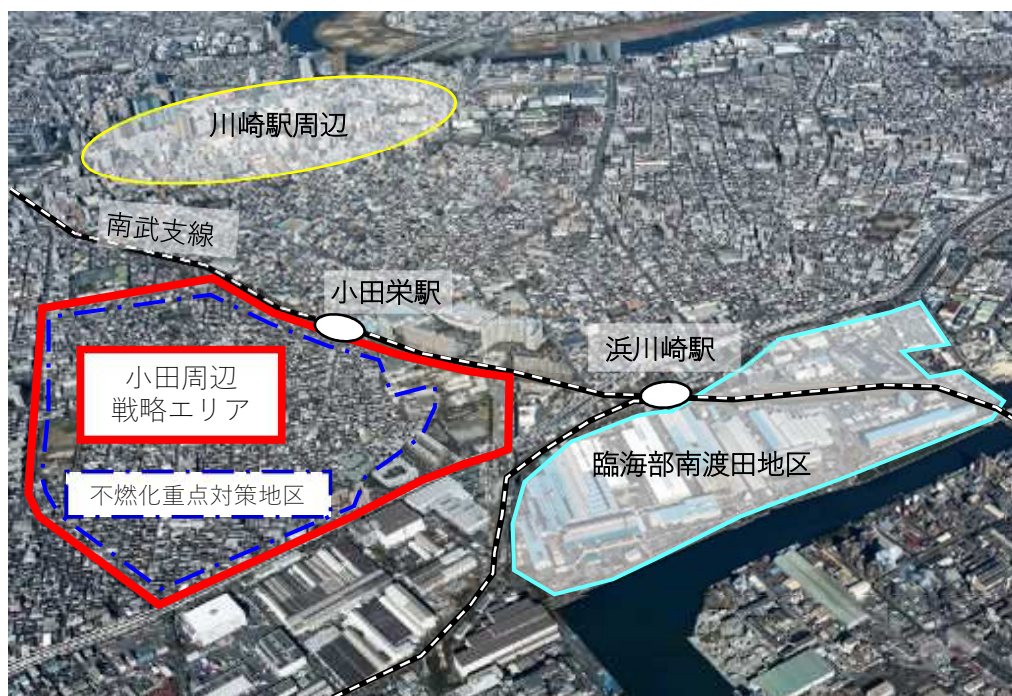 川崎駅周辺
南武支線
小田栄駅
浜川崎駅
小田周辺
戦略エリア
臨海部南渡田地区
不燃化重点対策地区